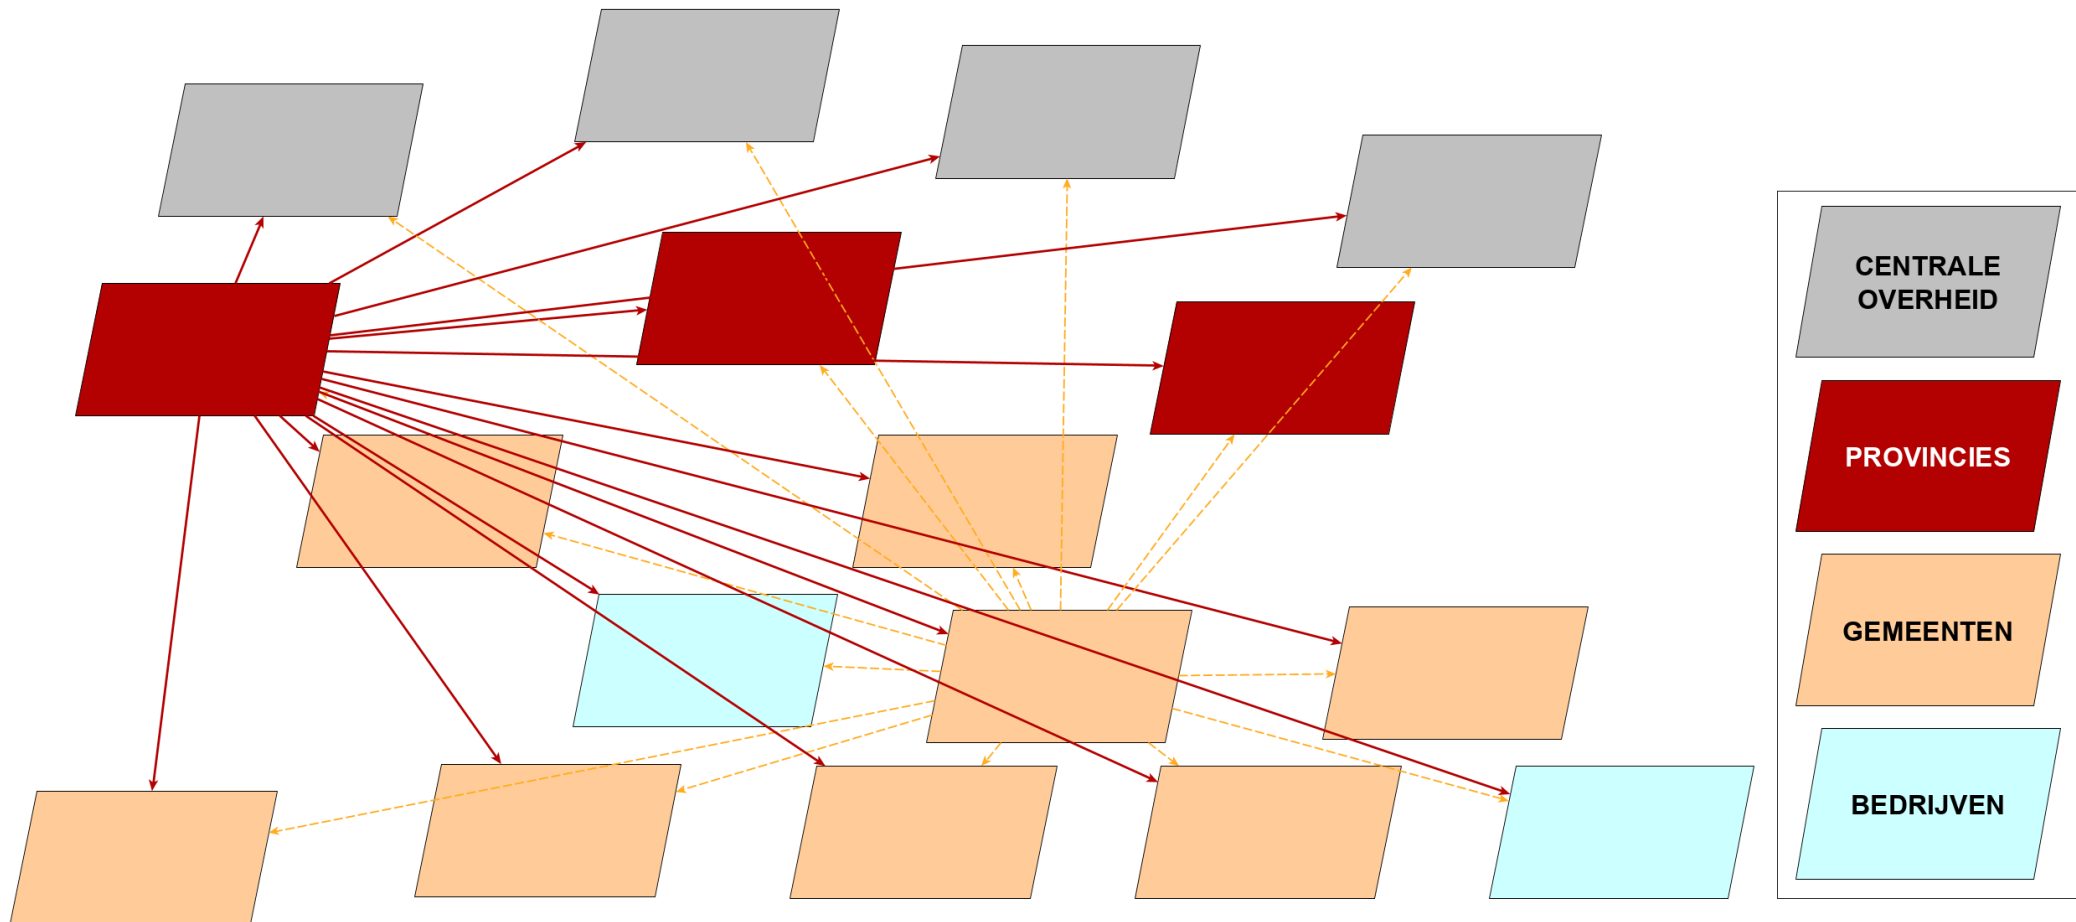 CENTRALE
OVERHEID
PROVINCIES
GEMEENTEN
BEDRIJVEN